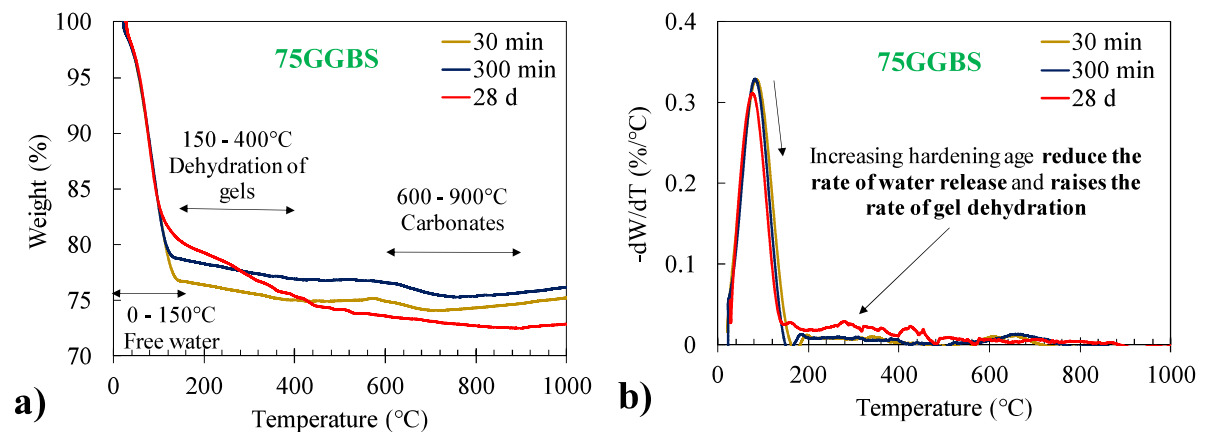 75GGBS
30 min
300 min
28 d
150 - 400°C
Dehydration of
gels
600 - 900°C
Carbonates
0 - 150°C
Free water
Weight (%)
100
95
90
85
80
75
70
0
200
400
600
800
1000
Temperature (°C)
a)
75GGBS
30 min
300 min
28 d
Increasing hardening age reduce the
rate of water release and raises the
rate of gel dehydration
-dW/dT (%/°C)
0.4
0.3
0.2
0.1
0
0
200
400
600
800
1000
Temperature (°C)
b)